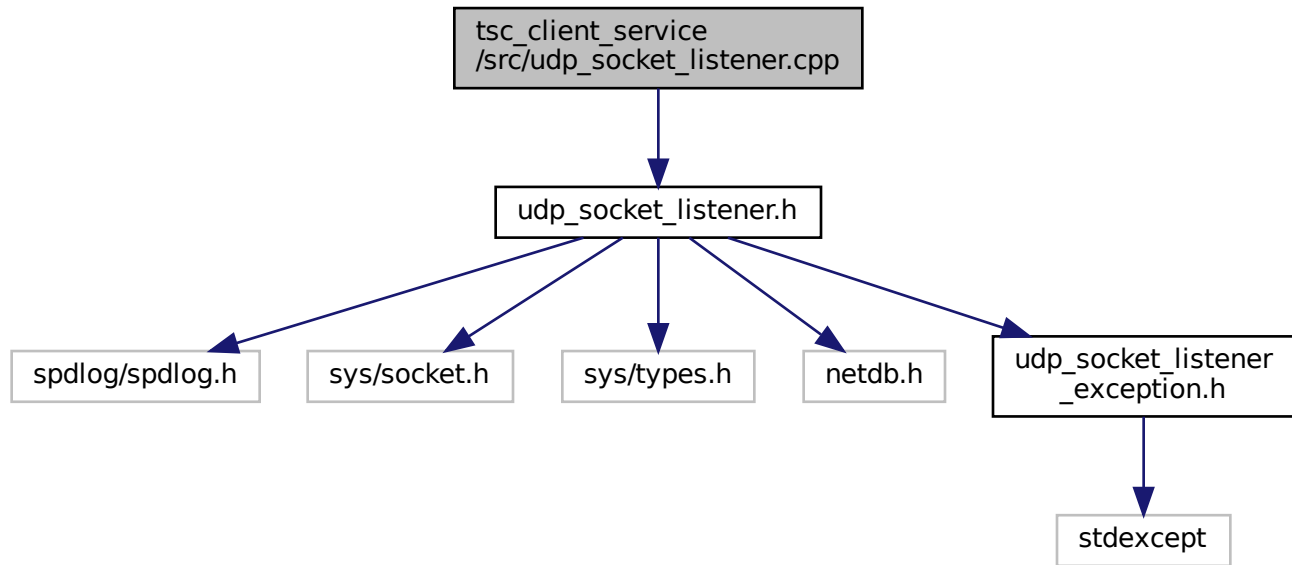 tsc_client_service
/src/udp_socket_listener.cpp
udp_socket_listener.h
spdlog/spdlog.h
sys/socket.h
sys/types.h
netdb.h
udp_socket_listener
_exception.h
stdexcept